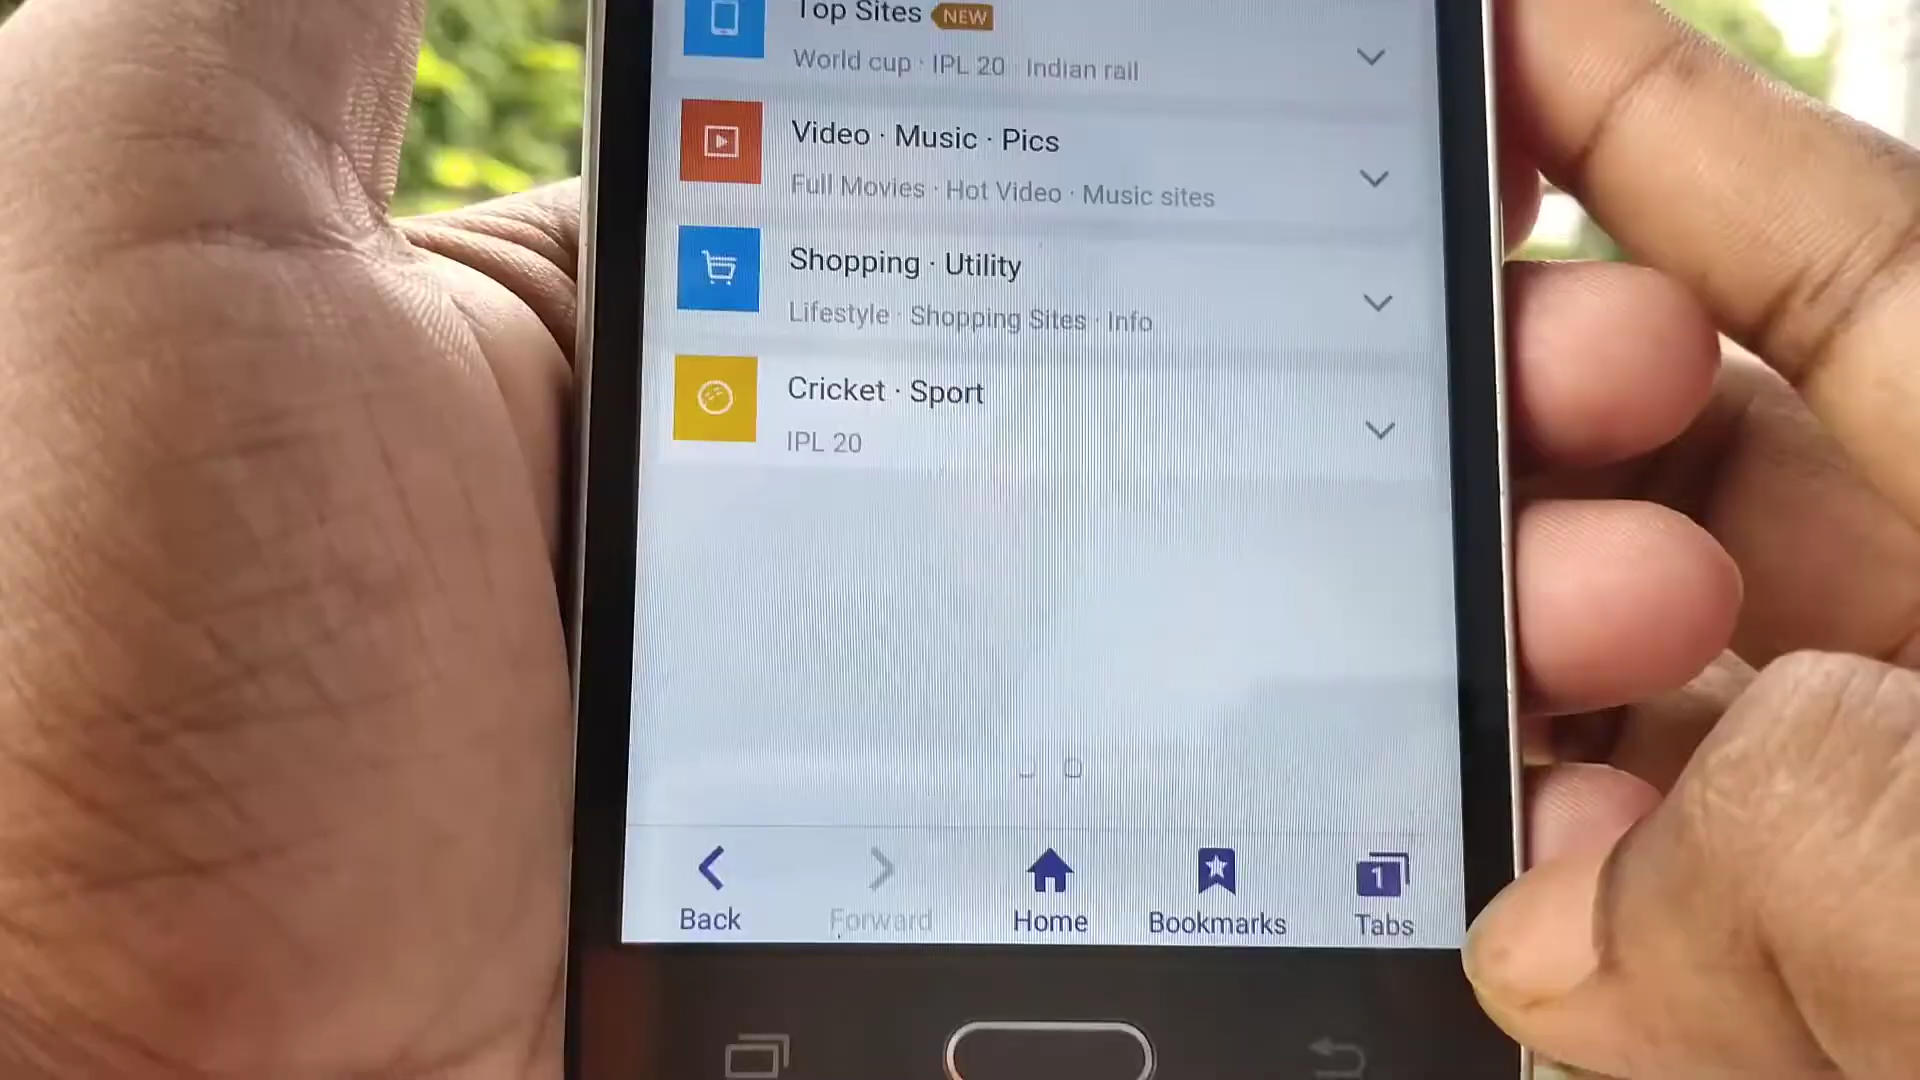 Top Sites NEW
World cup · IPL 20 · Indian rail
Video · Music · Pics
Full Movies · Hot Video · Music sites
Shopping · Utility
Lifestyle · Shopping Sites · Info
Cricket · Sport
IPL 20
Back
Forward
Home
Bookmarks
1
Tabs